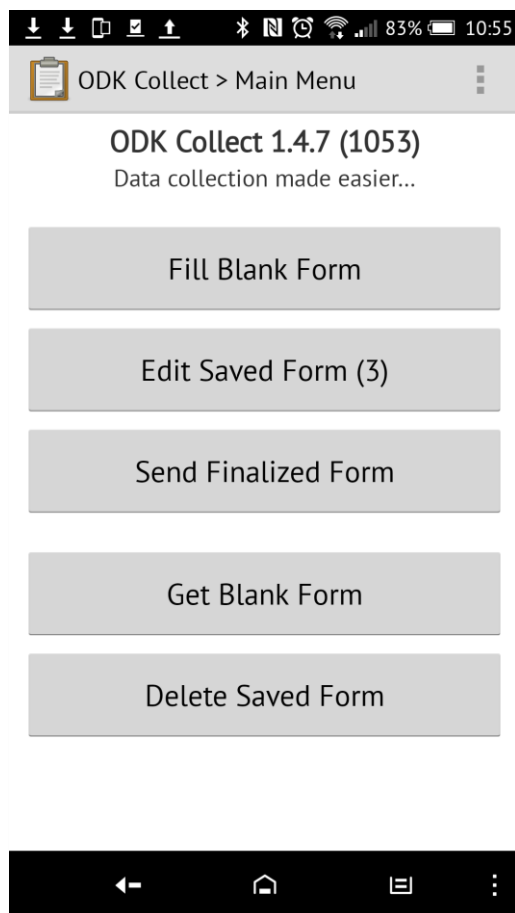 83% 10:55
ODK Collect > Main Menu
ODK Collect 1.4.7 (1053)
Data collection made easier...
Fill Blank Form
Edit Saved Form (3)
Send Finalized Form
Get Blank Form
Delete Saved Form